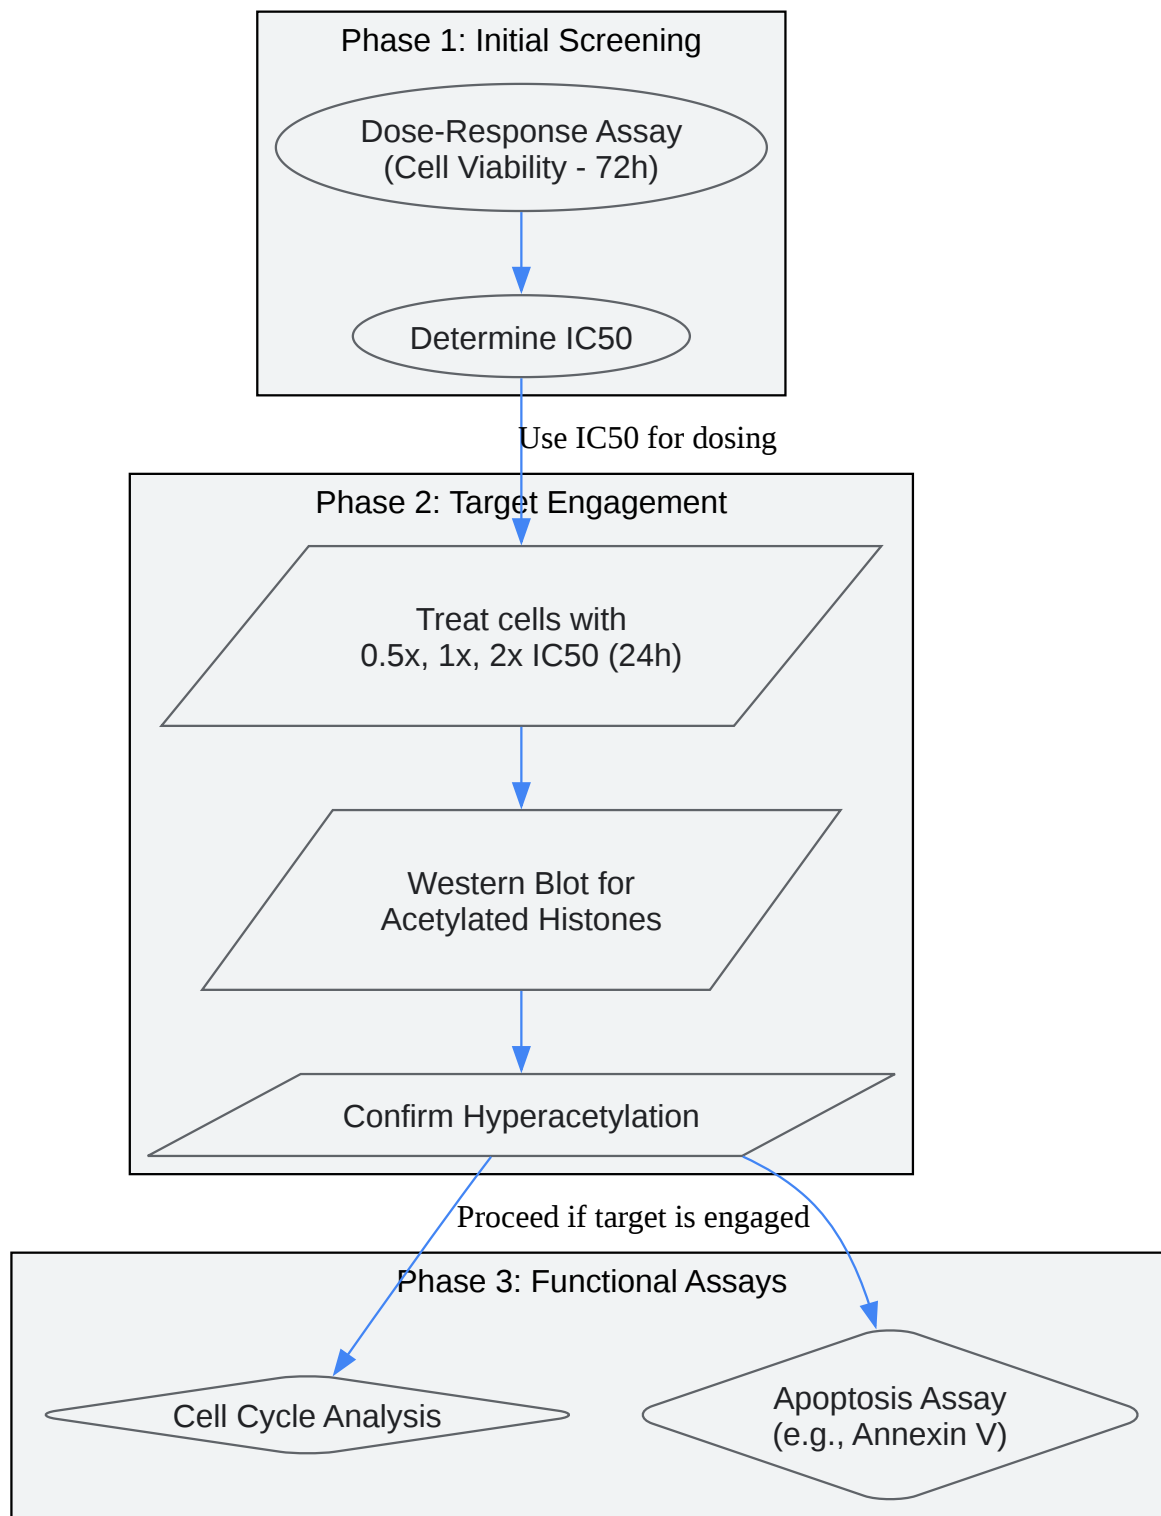 Phase 1: Initial Screening
Dose-Response Assay
(Cell Viability - 72h)
Determine IC50
Use IC50 for dosing
Phase 2: Target Engagement
Treat cells with
0.5x, 1x, 2x IC50 (24h)
Western Blot for
Acetylated Histones
Confirm Hyperacetylation
Proceed if target is engaged
Phase 3: Functional Assays
Cell Cycle Analysis
Apoptosis Assay
(e.g., Annexin V)